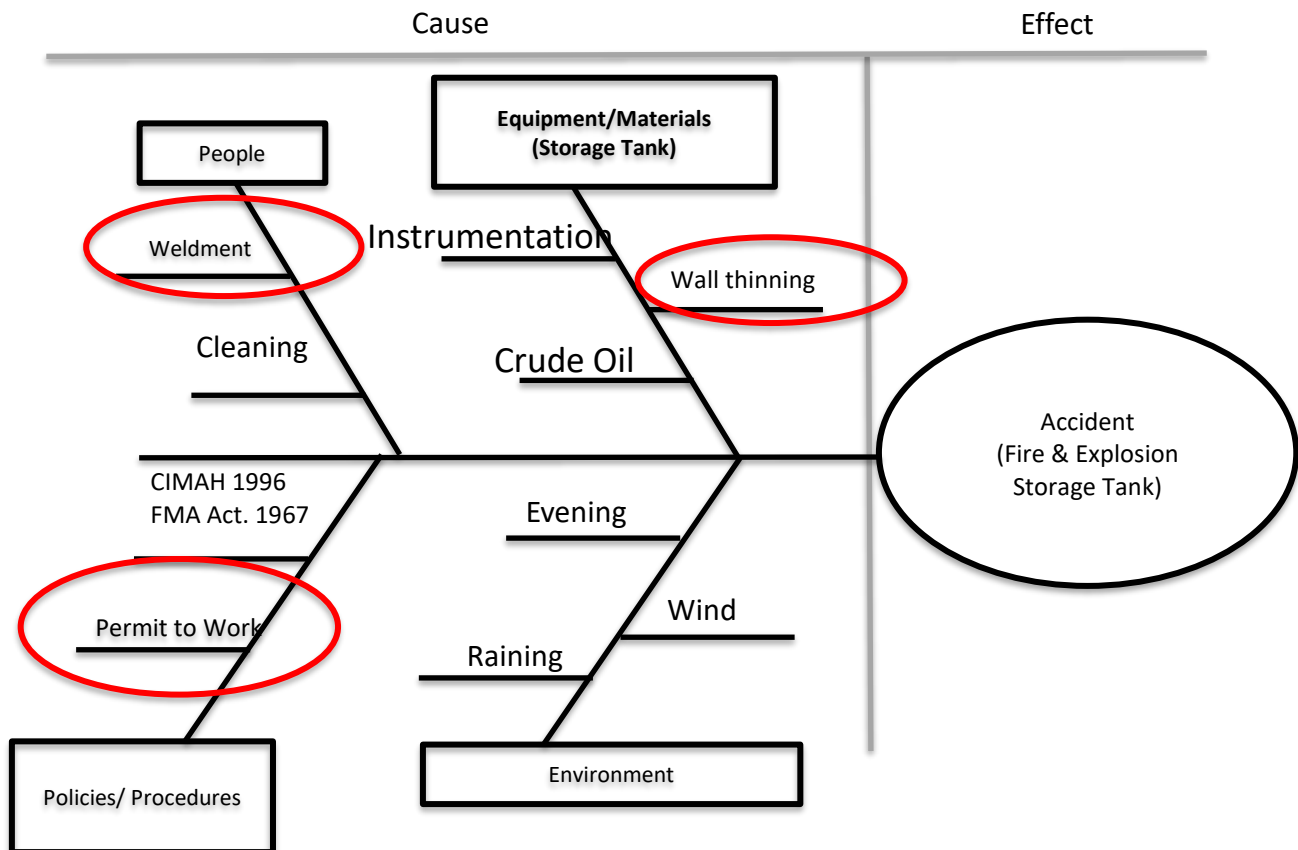 Cause
Effect
People
Equipment/Materials
(Storage Tank)
Weldment
Instrumentation
Wall thinning
Cleaning
Crude Oil
Accident
(Fire & Explosion
Storage Tank)
CIMAH 1996
FMA Act. 1967
Evening
Permit to Work
Wind
Raining
Policies/ Procedures
Environment